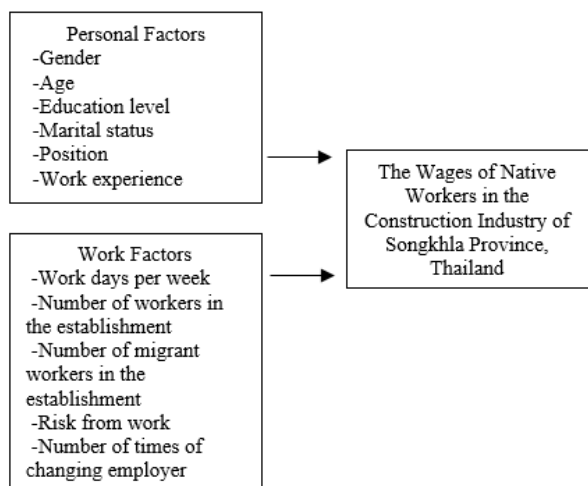 Personal Factors
-Gender
-Age
-Education level
-Marital status
-Position
-Work experience
The Wages of Native
Workers in the
Construction Industry of
Songkhla Province,
Thailand
Work Factors
-Work days per week
-Number of workers in
the establishment
-Number of migrant
workers in the
establishment
-Risk from work
-Number of times of
changing employer